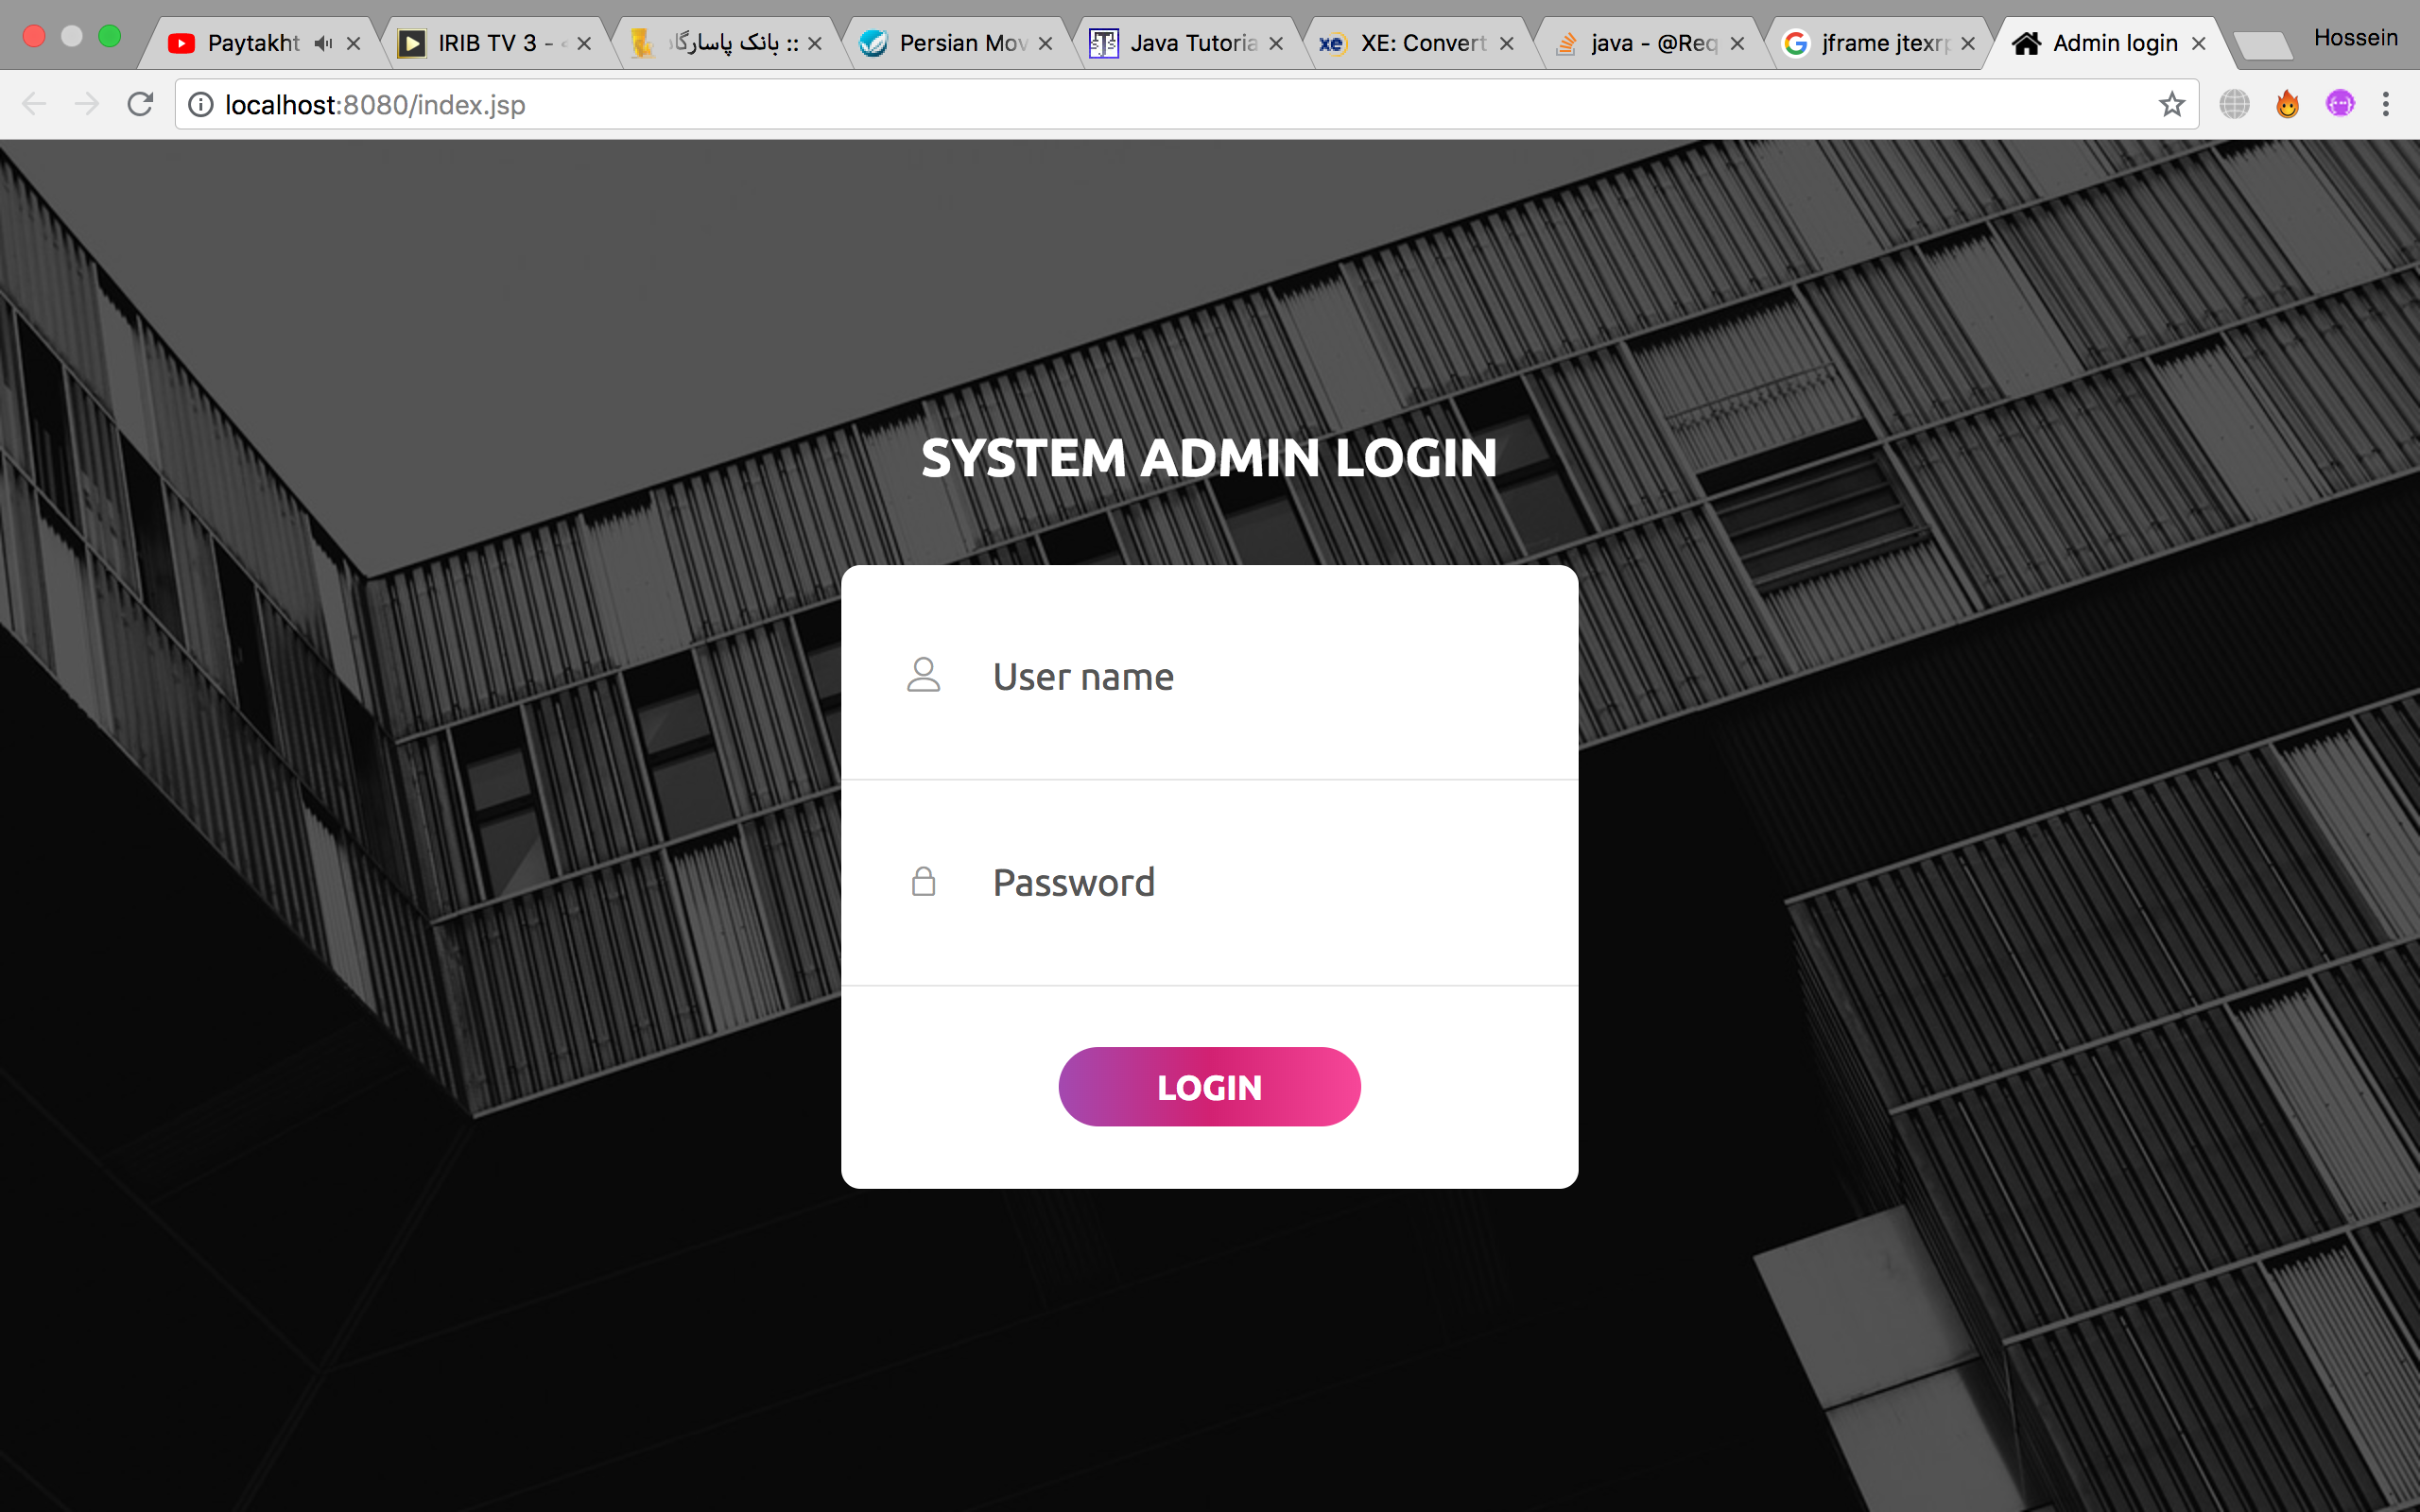 Paytakht
IRIB TV 3 -
بانک پاسارگا ::
Persian Mov
Java Tutoria
XE: Convert
java - @Req
jframe jtexrp
Admin login
Hossein
localhost:8080/index.jsp
SYSTEM ADMIN LOGIN
User name
Password
LOGIN